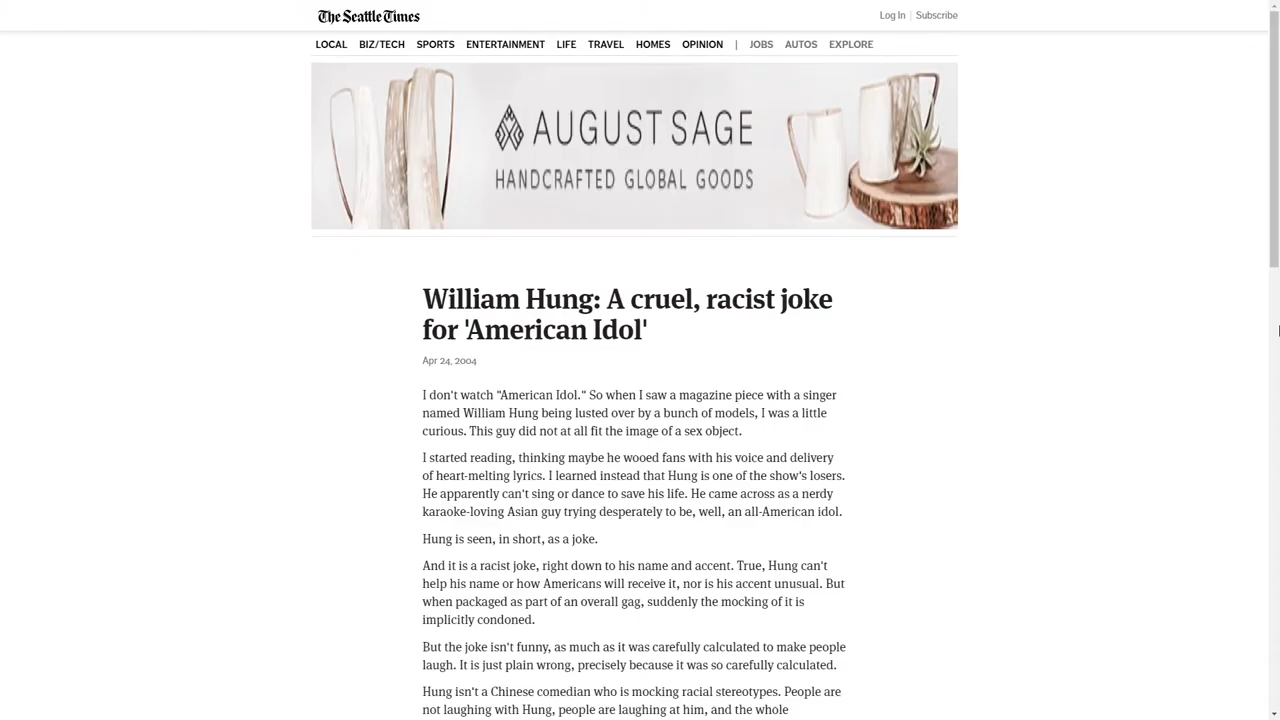 The Seattle Times
Log In | Subscribe
LOCAL BIZ/TECH SPORTS ENTERTAINMENT LIFE TRAVEL HOMES OPINION | JOBS AUTOS EXPLORE
AUGUST SAGE
HANDCRAFTED GLOBAL GOODS
William Hung: A cruel, racist joke
for 'American Idol'
Apr 24, 2004
I don't watch "American Idol." So when I saw a magazine piece with a singer
named William Hung being lusted over by a bunch of models, I was a little
curious. This guy did not at all fit the image of a sex object.
I started reading, thinking maybe he wooed fans with his voice and delivery
of heart-melting lyrics. I learned instead that Hung is one of the show's losers.
He apparently can't sing or dance to save his life. He came across as a nerdy
karaoke-loving Asian guy trying desperately to be, well, an all-American idol.
Hung is seen, in short, as a joke.
And it is a racist joke, right down to his name and accent. True, Hung can't
help his name or how Americans will receive it, nor is his accent unusual. But
when packaged as part of an overall gag, suddenly the mocking of it is
implicitly condoned.
But the joke isn't funny, as much as it was carefully calculated to make people
laugh. It is just plain wrong, precisely because it was so carefully calculated.
Hung isn't a Chinese comedian who is mocking racial stereotypes. People are
not laughing with Hung, people are laughing at him, and the whole